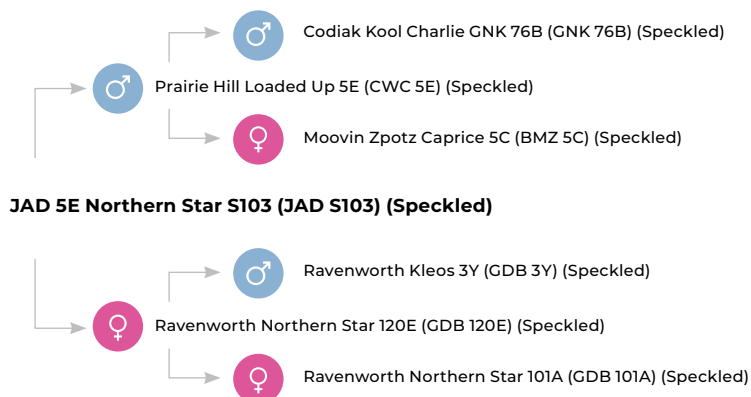 Codiak Kool Charlie GNK 76B (GNK 76B) (Speckled)
Prairie Hill Loaded Up 5E (CWC 5E) (Speckled)
Moovin Zpotz Caprice 5C (BMZ 5C) (Speckled)
JAD 5E Northern Star S103 (JAD S103) (Speckled)
Ravenworth Kleos 3Y (GDB 3Y) (Speckled)
Ravenworth Northern Star 120E (GDB 120E) (Speckled)
Ravenworth Northern Star 101A (GDB 101A) (Speckled)